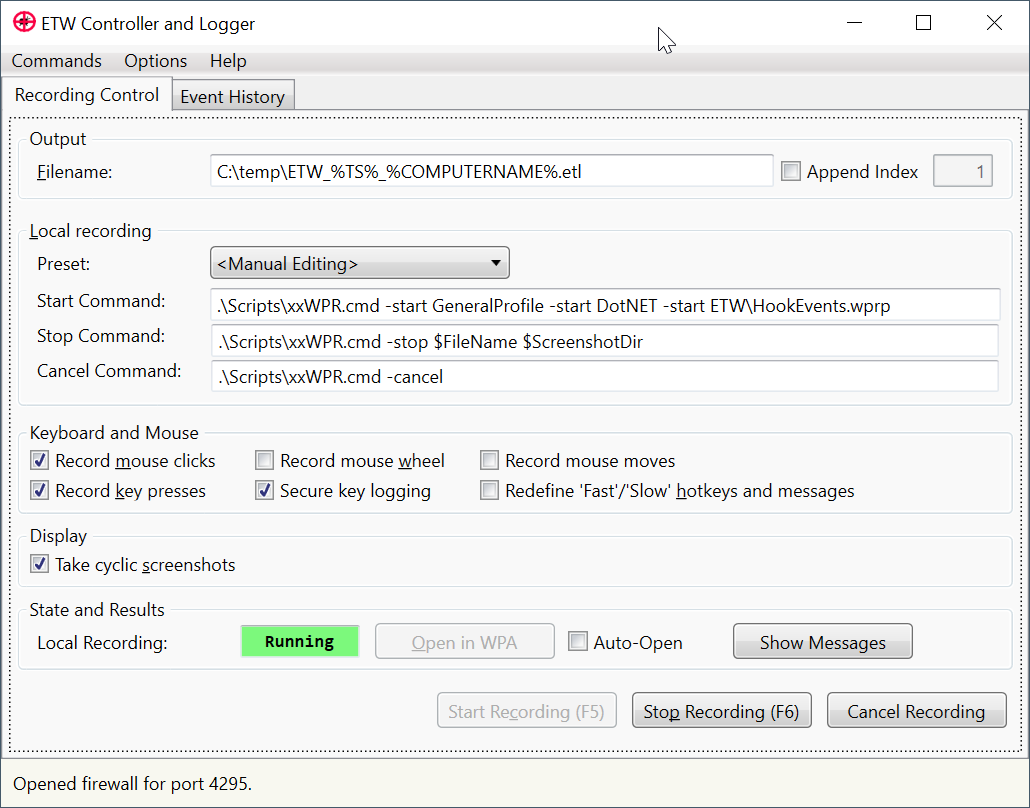 ETW Controller and Logger
Commands Options Help
Recording Control Event History
Output
Filename: C:\temp\ETW_%TS%_%COMPUTERNAME%.etl Append Index 1
Local recording
Preset: <Manual Editing>
Start Command: .\Scripts\xxWPR.cmd -start GeneralProfile -start DotNET -start ETW\HookEvents.wprp
Stop Command: .\Scripts\xxWPR.cmd -stop $FileName $ScreenshotDir
Cancel Command: .\Scripts\xxWPR.cmd -cancel
Keyboard and Mouse
Record mouse clicks Record mouse wheel Record mouse moves
Record key presses Secure key logging Redefine 'Fast'/'Slow' hotkeys and messages
Display
Take cyclic screenshots
State and Results
Local Recording: Running Open in WPA Auto-Open Show Messages
Start Recording (F5) Stop Recording (F6) Cancel Recording
Opened firewall for port 4295.